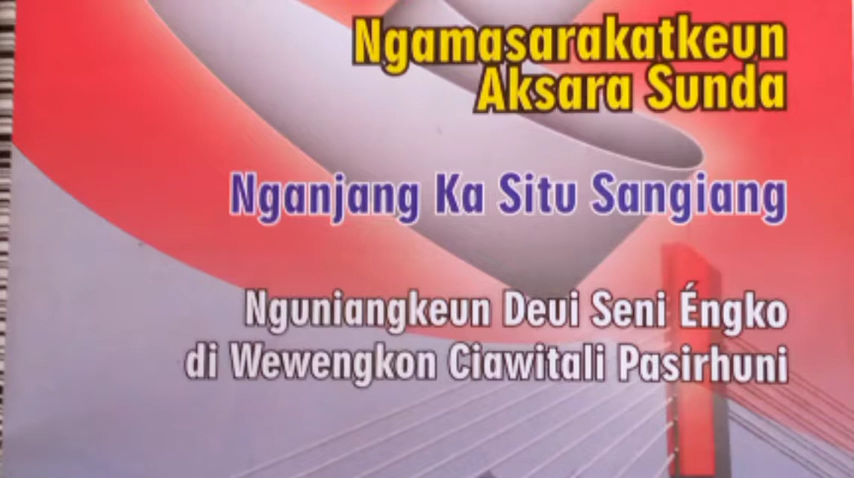 Ngamasarakatkeun
Aksara Sunda
Nganjang Ka Situ Sangiang
Nguniangkeun Deui Seni Éngko
di Wewengkon Ciawitali Pasirhuni